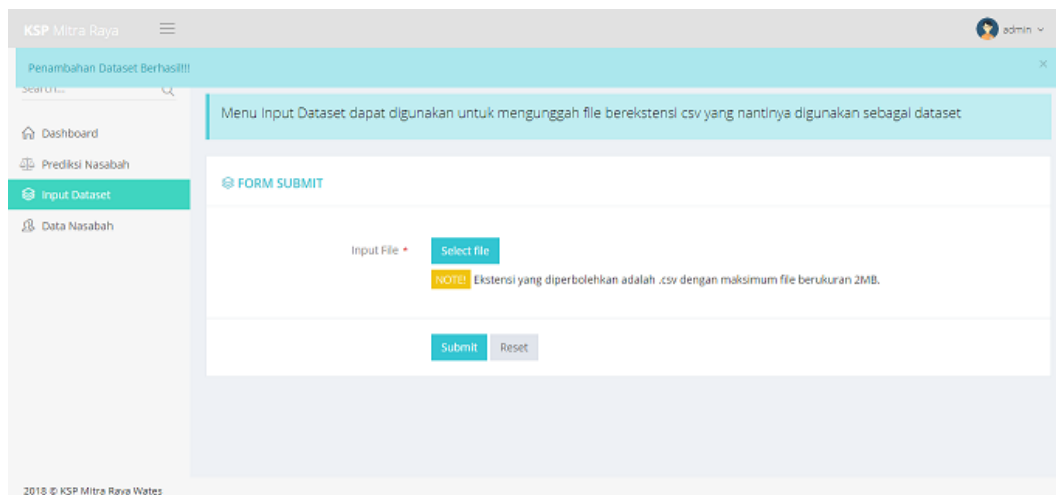 KSP Mitra Raya
admin
Penambahan Dataset Berhasil!!!
Search...
Menu Input Dataset dapat digunakan untuk mengunggah file berekstensi csv yang nantinya digunakan sebagai dataset
Dashboard
Prediksi Nasabah
Input Dataset
Data Nasabah
FORM SUBMIT
Input File *
Select file
NOTE! Ekstensi yang diperbolehkan adalah .csv dengan maksimum file berukuran 2MB.
Submit
Reset
2018 © KSP Mitra Raya Wates